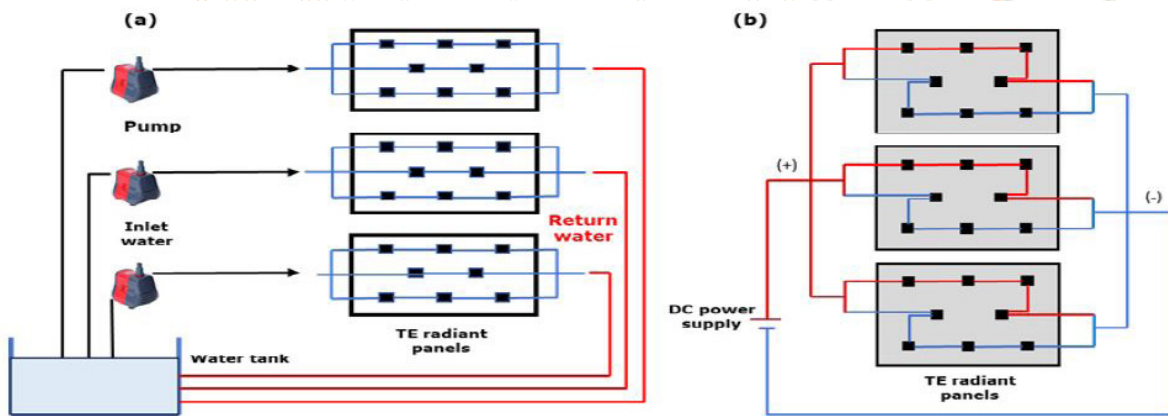 (a)
Pump
Inlet
water
Return
water
TE radiant
panels
Water tank
(b)
(+)
(-)
DC power
supply
TE radiant
panels